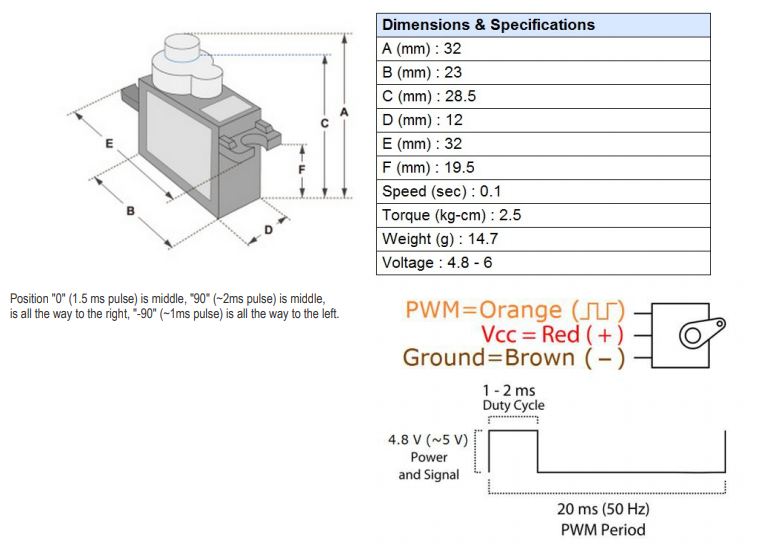 A
C
E
F
B
D
Dimensions & Specifications
A (mm) : 32
B (mm) : 23
C (mm) : 28.5
D (mm) : 12
E (mm) : 32
F (mm) : 19.5
Speed (sec) : 0.1
Torque (kg-cm) : 2.5
Weight (g) : 14.7
Voltage : 4.8 - 6
Position "0" (1.5 ms pulse) is middle, "90" (~2ms pulse) is middle,
is all the way to the right, "-90" (~1ms pulse) is all the way to the left.
PWM=Orange (⎍⎍)
Vcc = Red ( + )
Ground=Brown ( – )
1 - 2 ms
Duty Cycle
4.8 V (~5 V)
Power
and Signal
20 ms (50 Hz)
PWM Period